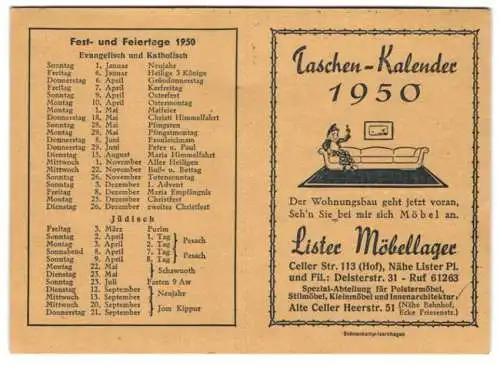 Fest- und Feiertage 1950
Evangelisch und Katholisch
Sonntag 1. Januar Neujahr
Freitag 6. Januar Heilige 3 Könige
Donnerstag 6. April Gründonnerstag
Freitag 7. April Karfreitag
Sonntag 9. April Osterfest
Montag 10. April Ostermontag
Montag 1. Mai Maifeier
Donnerstag 18. Mai Christi Himmelfahrt
Sonntag 28. Mai Pfingsten
Montag 29. Mai Pfingstmontag
Donnerstag 8. Juni Fronleichnam
Donnerstag 29. Juni Peter u. Paul
Dienstag 15. August Maria Himmelfahrt
Mittwoch 1. November Aller Heiligen
Mittwoch 22. November Buß- u. Bettag
Sonntag 26. November Totensonntag
Sonntag 3. Dezember 1. Advent
Freitag 8. Dezember Maria Empfängnis
Montag 25. Dezember Christfest
Dienstag 26. Dezember zweites Christfest
Jüdisch
Freitag 3. März Purim
Sonntag 2. April 1. Tag
Montag 3. April 2. Tag
Pesach
Sonnabend 8. April 7. Tag
Sonntag 9. April 8. Tag
Pesach
Montag 22. Mai
Dienstag 23. Mai
Schawuoth
Sonntag 23. Juli Fasten 9 Aw
Dienstag 12. September
Mittwoch 13. September
Neujahr
Mittwoch 20. September
Donnerstag 21. September
Jom Kippur
Taschen-Kalender
1950
Der Wohnungsbau geht jetzt voran,
Seh'n Sie bei mir sich Möbel an.
Lister Möbellager
Celler Str. 113 (Hof), Nähe Lister Pl.
und Fil.: Delsterstr. 31 - Ruf 61263
Spezial-Abteilung für Polstermöbel,
Stilmöbel, Kleinmöbel und Innenarchitektur
Alte Celler Heerstr. 51 (Nähe Bahnhof,
Ecke Friesenstr.)